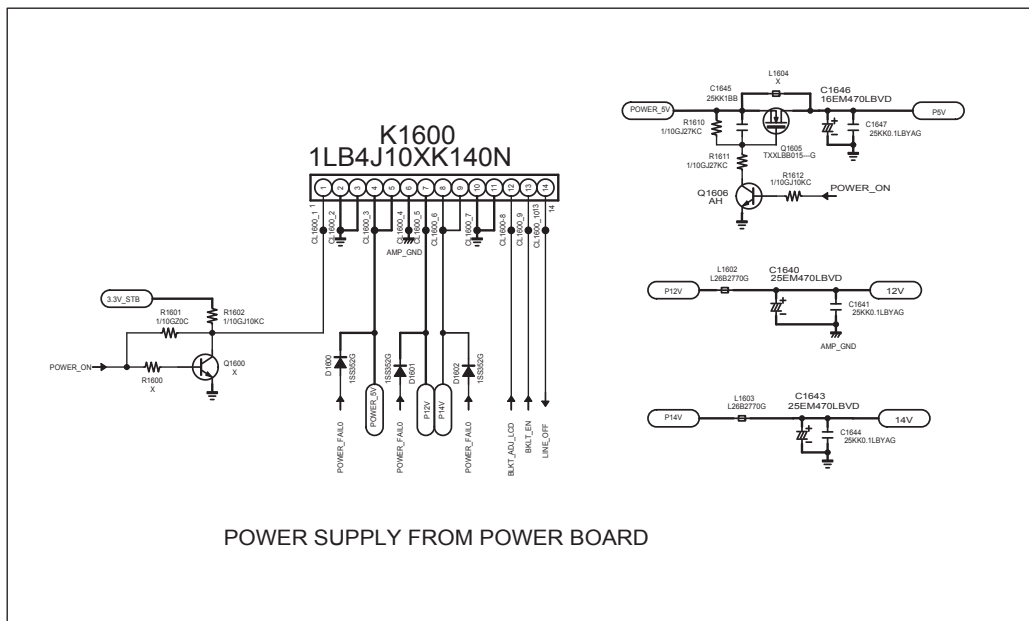 K1600
1LB4J10XK140N
1 2 3 4 5 6 7 8 9 10 11 12 13 14
1
14
CL1600_1
CL1600_2
CL1600_3
CL1600_4
CL1600_5
CL1600_6
CL1600_7
CL1600-8
CL1600_9
CL1600_10
13
AMP_GND
3.3V_STB
R1601
1/10GZ0C
R1602
1/10GJ10KC
POWER_ON
R1600
X
Q1600
X
D1600
1SS352G
1SS352G
D1601
D1602
1SS352G
POWER_FAIL0
POWER_5V
POWER_FAIL0
P12V
P14V
POWER_FAIL0
BLKT_ADJ_LCD
BKLT_EN
LINE_OFF
L1604
X
C1645
25KK1BB
C1646
16EM470LBVD
POWER_5V
P5V
R1610
1/10GJ27KC
C1647
25KK0.1LBYAG
Q1605
TXXLBB015---G
R1611
1/10GJ27KC
R1612
1/10GJ10KC
POWER_ON
Q1606
AH
L1602
L26B2770G
C1640
25EM470LBVD
P12V
12V
C1641
25KK0.1LBYAG
AMP_GND
L1603
L26B2770G
C1643
25EM470LBVD
P14V
14V
C1644
25KK0.1LBYAG
POWER SUPPLY FROM POWER BOARD